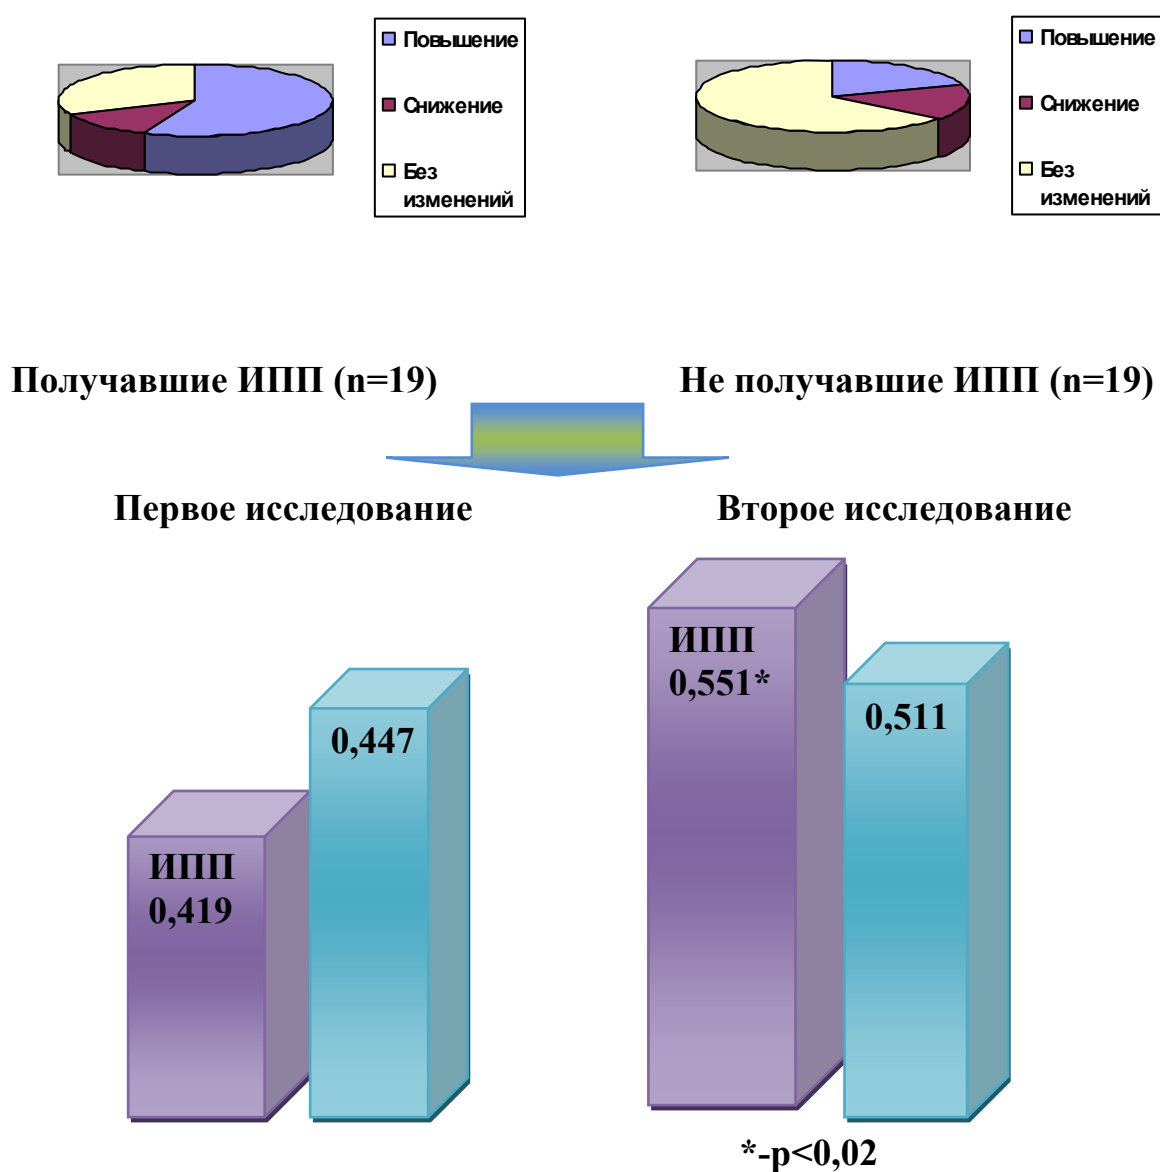 Повышение
Снижение
Без
изменений
Повышение
Снижение
Без
изменений
Получавшие ИПП (n=19)
Не получавшие ИПП (n=19)
Первое исследование
Второе исследование
ИПП
0,419
0,447
ИПП
0,551*
0,511
*-p<0,02